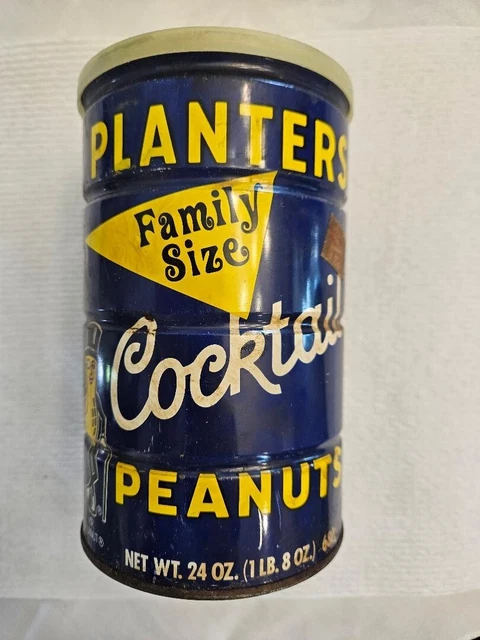 PLANTERS
Family
Size
Cocktail
PEANUTS
NET WT. 24 OZ. (1 LB. 8 OZ.)